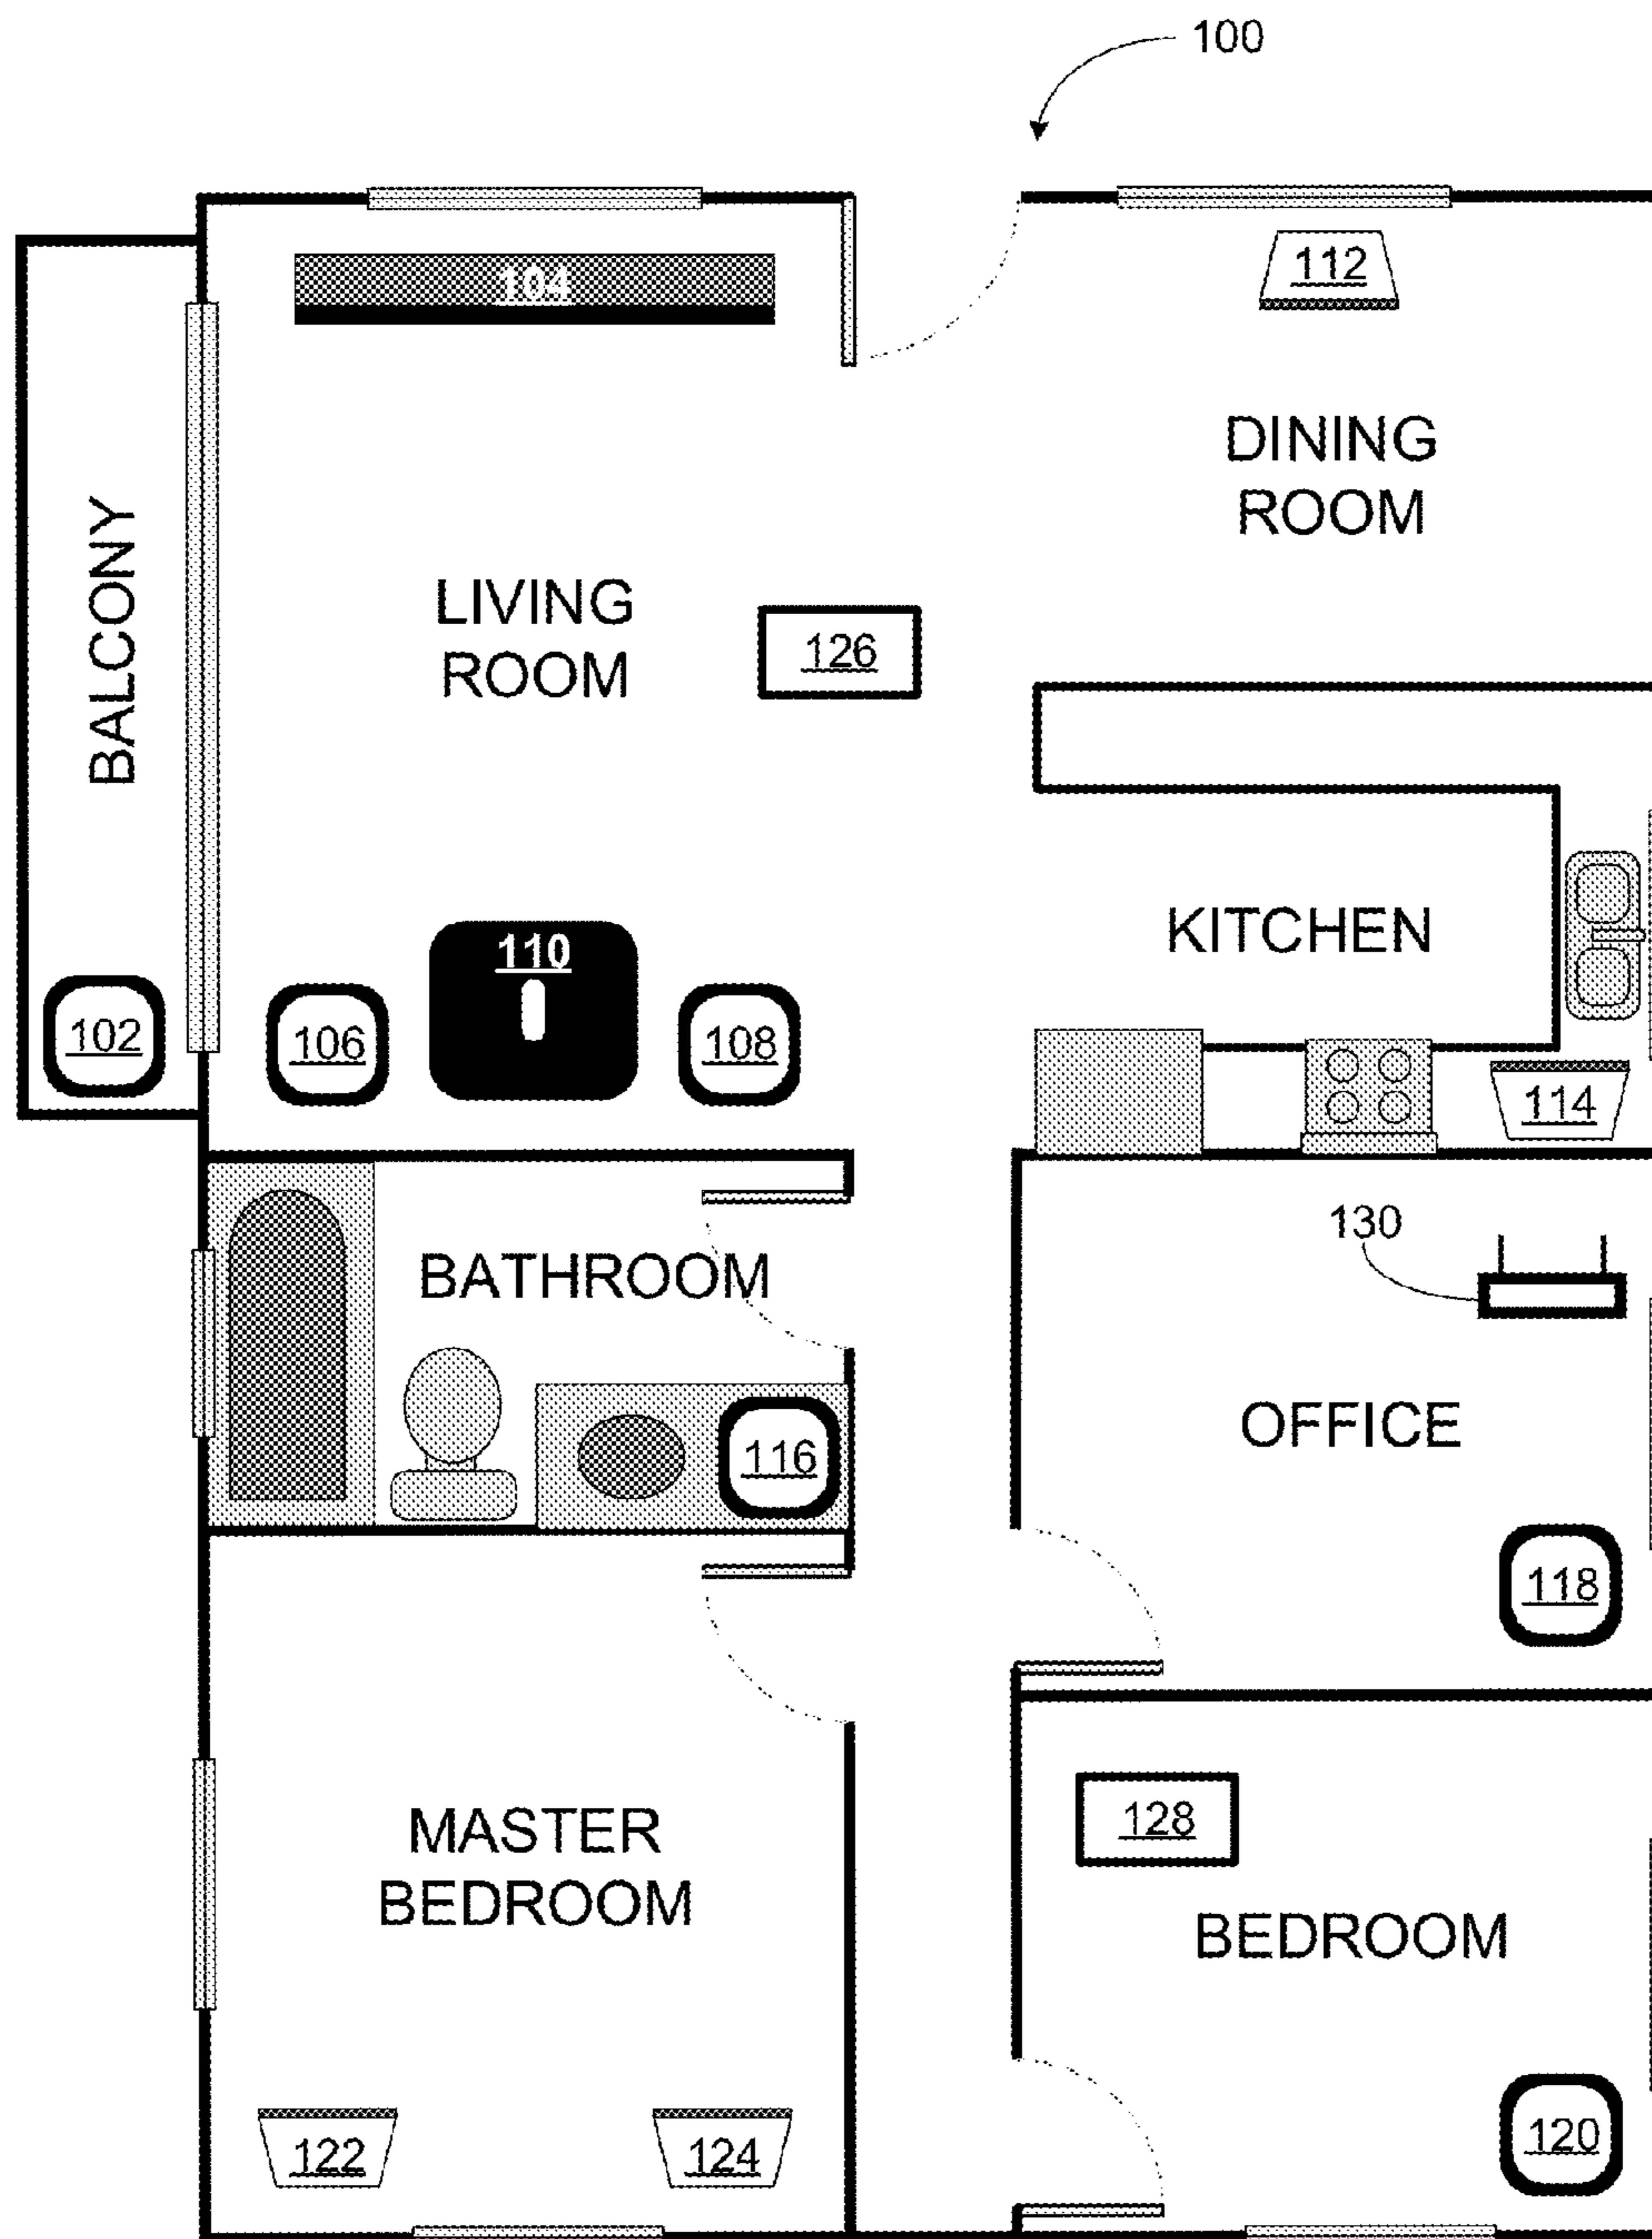 100
104
112
DINING
ROOM
BALCONY
LIVING
ROOM
126
KITCHEN
110
102
106
108
114
130
BATHROOM
OFFICE
116
118
MASTER
BEDROOM
128
BEDROOM
122
124
120